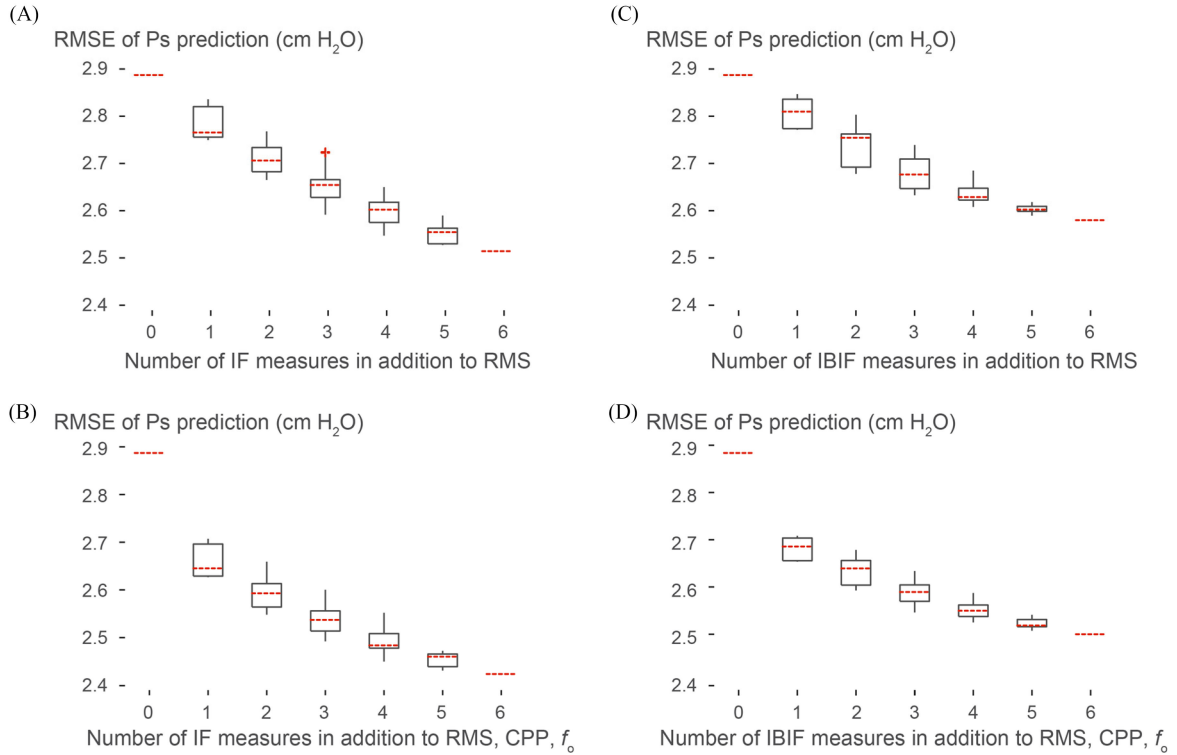 (A)
RMSE of Ps prediction (cm H₂O)
2.9
2.8
2.7
2.6
2.5
2.4
0 1 2 3 4 5 6
Number of IF measures in addition to RMS
(C)
RMSE of Ps prediction (cm H₂O)
2.9
2.8
2.7
2.6
2.5
2.4
0 1 2 3 4 5 6
Number of IBIF measures in addition to RMS
(B)
RMSE of Ps prediction (cm H₂O)
2.9
2.8
2.7
2.6
2.5
2.4
0 1 2 3 4 5 6
Number of IF measures in addition to RMS, CPP, fₒ
(D)
RMSE of Ps prediction (cm H₂O)
2.9
2.8
2.7
2.6
2.5
2.4
0 1 2 3 4 5 6
Number of IBIF measures in addition to RMS, CPP, fₒ